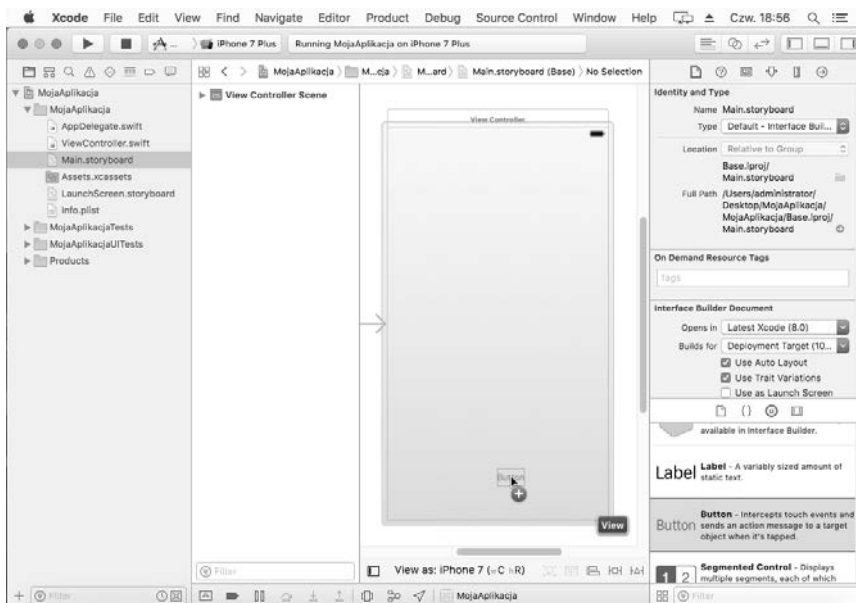 Xcode File Edit View Find Navigate Editor Product Debug Source Control Window Help Czw. 18:56
iPhone 7 Plus Running MojaAplikacja on iPhone 7 Plus
MojaAplikacja M...cja M...ard Main.storyboard (Base) No Selection
MojaAplikacja
MojaAplikacja
AppDelegate.swift
ViewController.swift
Main.storyboard
Assets.xcassets
LaunchScreen.storyboard
Info.plist
MojaAplikacjaTests
MojaAplikacjaUITests
Products
Filter
View Controller Scene
Filter
View Controller
Button
View
View as: iPhone 7 (wC hR)
MojaAplikacja
Identity and Type
Name Main.storyboard
Type Default - Interface Buil...
Location Relative to Group
Base.lproj/
Main.storyboard
Full Path /Users/administrator/
Desktop/MojaAplikacja/
MojaAplikacja/Base.lproj/
Main.storyboard
On Demand Resource Tags
Tags
Interface Builder Document
Opens in Latest Xcode (8.0)
Builds for Deployment Target (10...
Use Auto Layout
Use Trait Variations
Use as Launch Screen
available in Interface Builder.
Label Label - A variably sized amount of
static text.
Button Button - Intercepts touch events and
sends an action message to a target
object when it's tapped.
1 2 Segmented Control - Displays
multiple segments, each of which
Filter